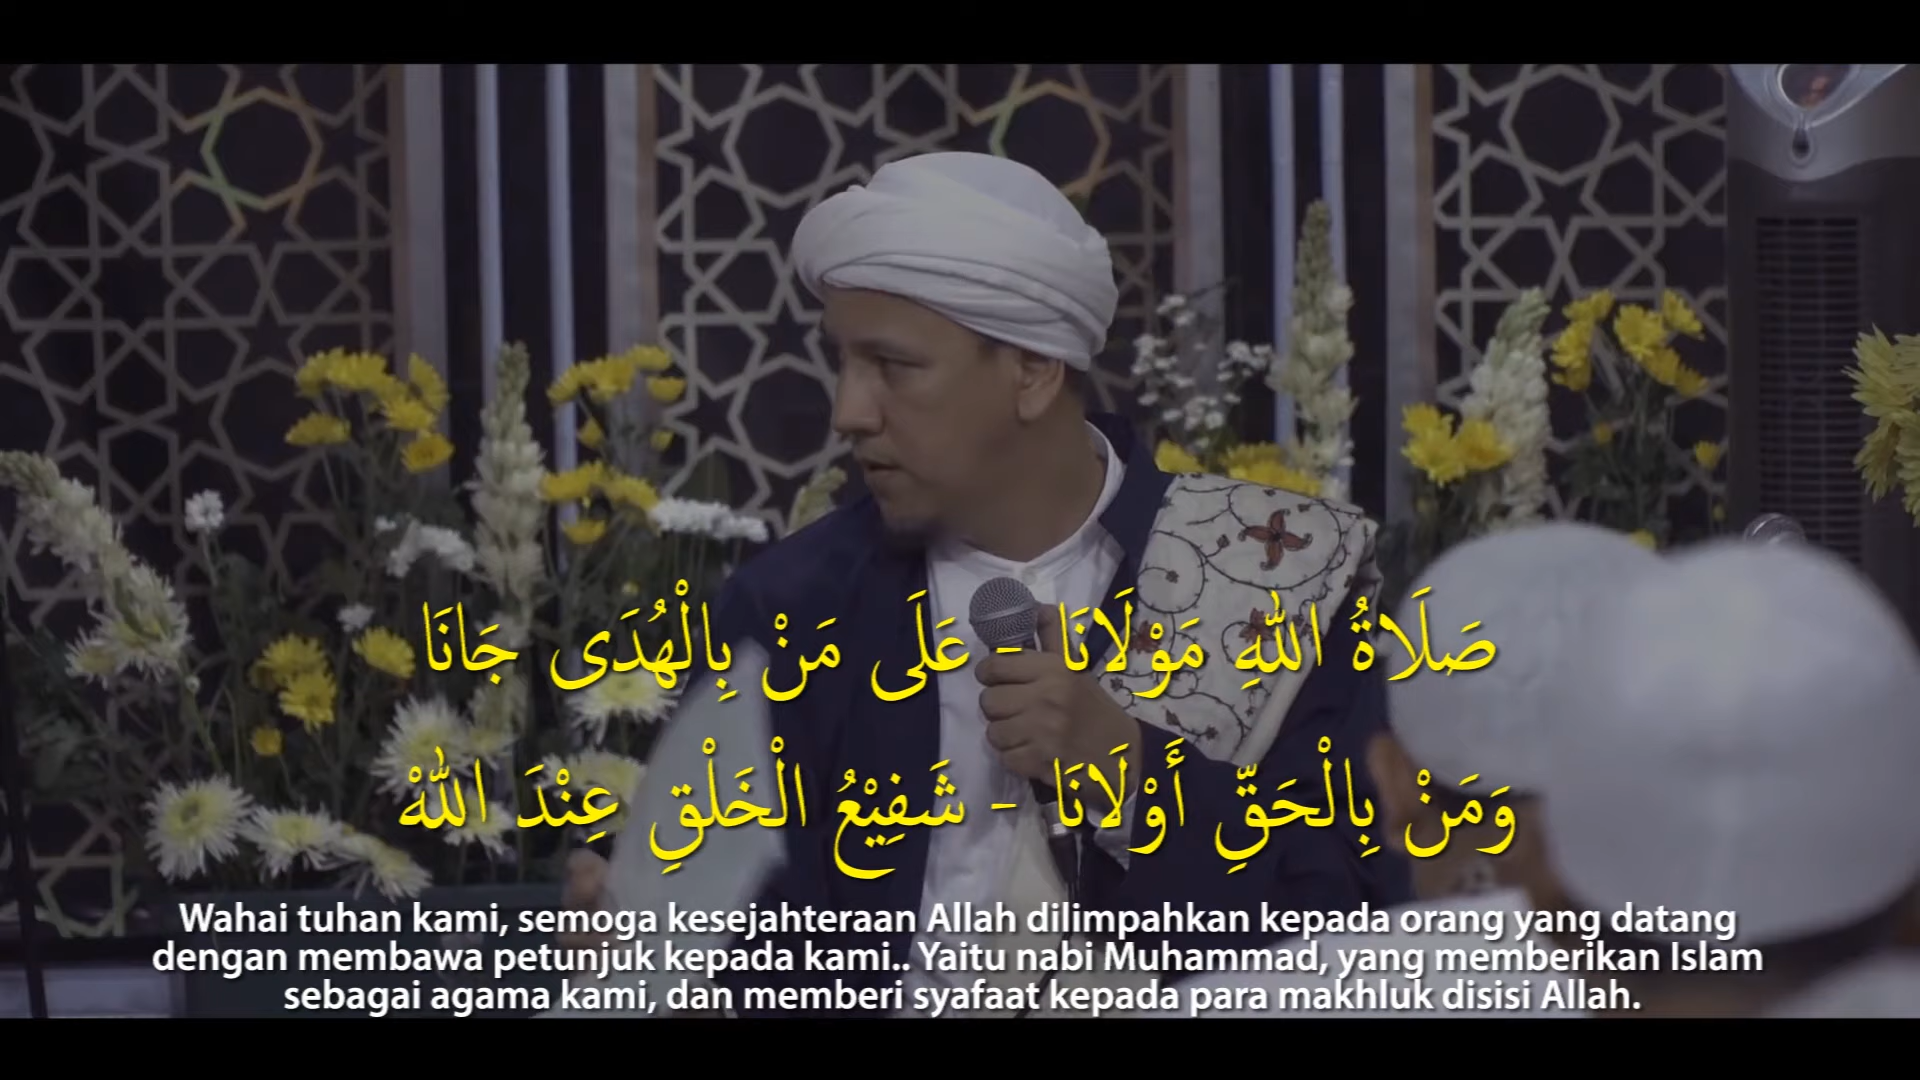 صَلَاةُ اللهِ مَوْلَانَا - عَلَى مَنْ بِالْهُدَى جَانَا
وَمَنْ بِالْحَقِّ أَوْلَانَا - شَفِيْعُ الْخَلْقِ عِنْدَ اللهْ
Wahai tuhan kami, semoga kesejahteraan Allah dilimpahkan kepada orang yang datang
dengan membawa petunjuk kepada kami.. Yaitu nabi Muhammad, yang memberikan Islam
sebagai agama kami, dan memberi syafaat kepada para makhluk disisi Allah.